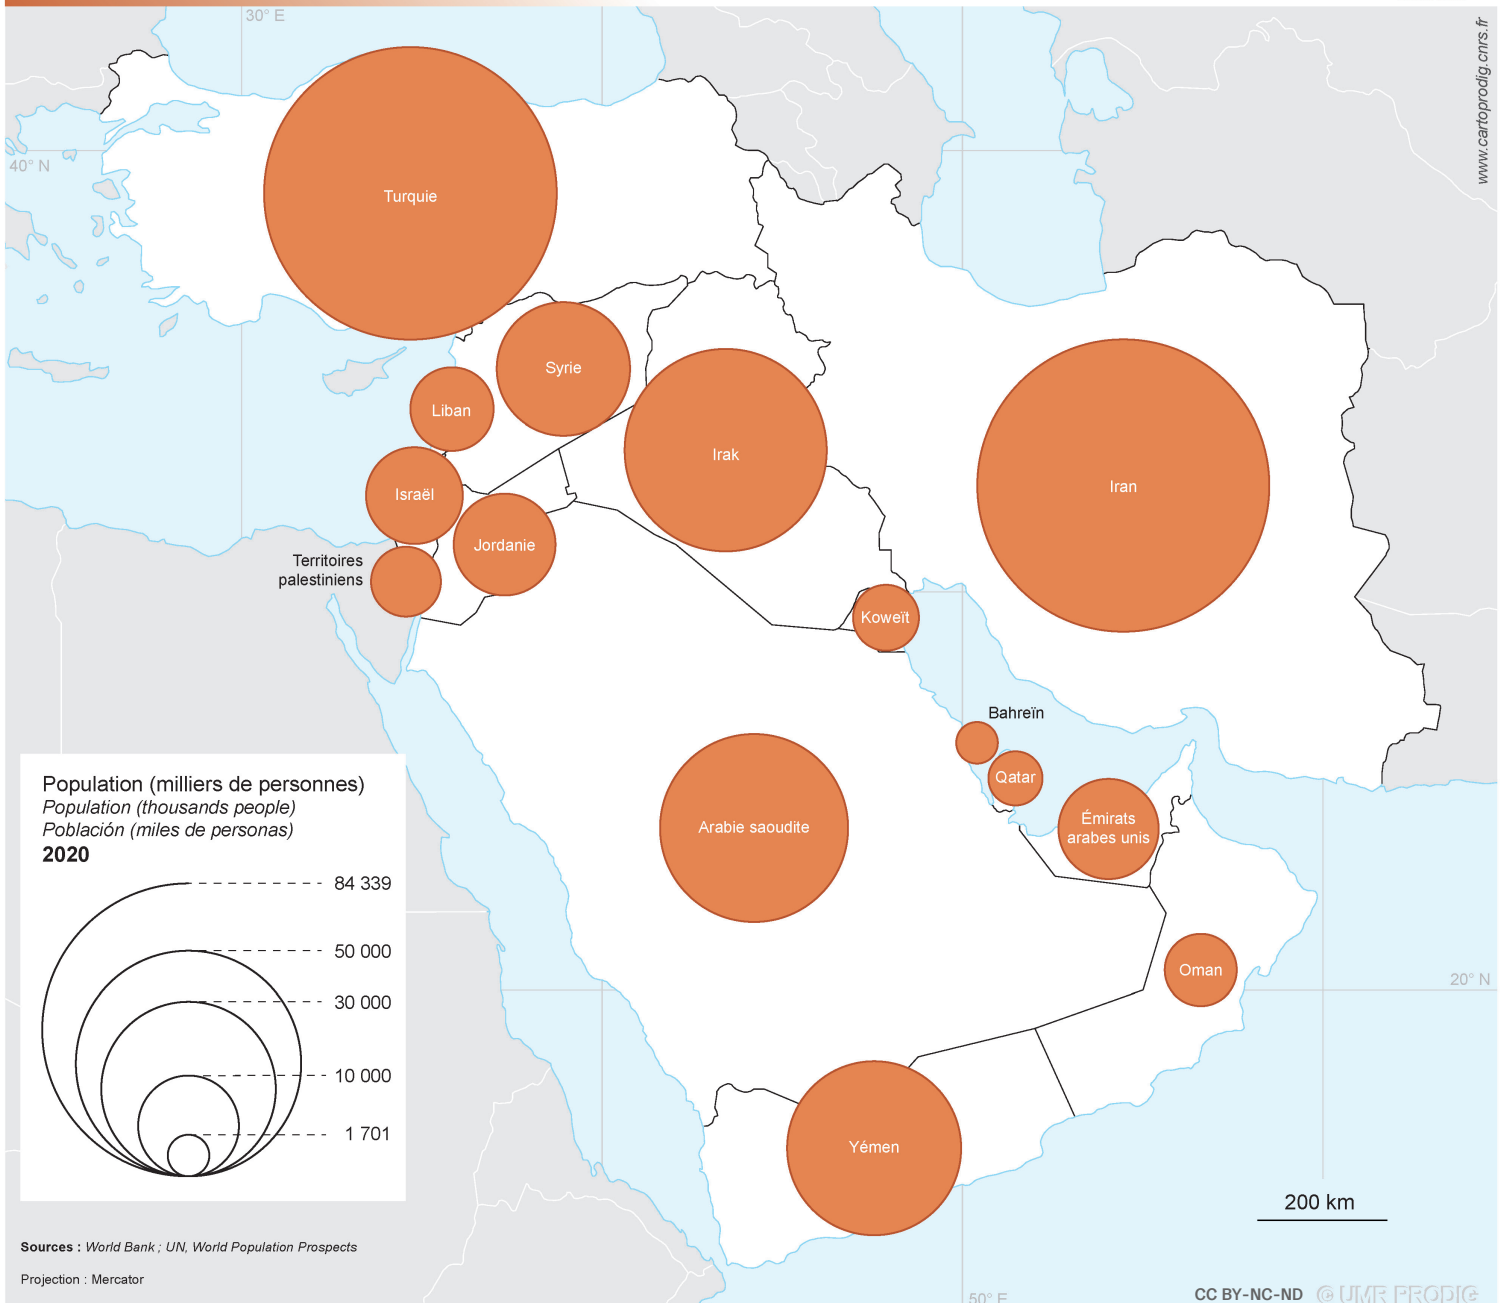 30° E
www.cartoprodig.cnrs.fr
40° N
Turquie
Syrie
Liban
Irak
Iran
Israël
Jordanie
Territoires
palestiniens
Koweït
Bahreïn
Qatar
Émirats
arabes unis
Arabie saoudite
Oman
20° N
Yémen
Population (milliers de personnes)
Population (thousands people)
Población (miles de personas)
2020
84 339
50 000
30 000
10 000
1 701
200 km
Sources : World Bank ; UN, World Population Prospects
Projection : Mercator
50° E
CC BY-NC-ND © UMR PRODIG